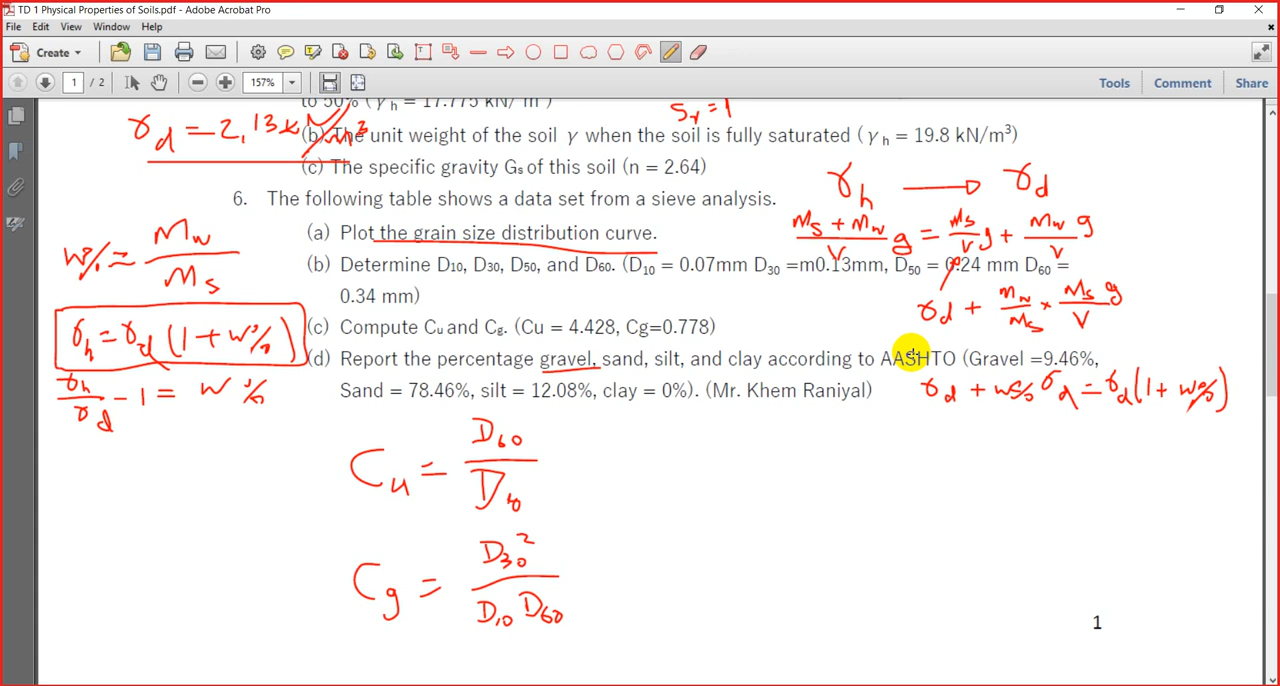 TD 1 Physical Properties of Soils.pdf - Adobe Acrobat Pro
File Edit View Window Help
Create
1 / 2 157% Tools Comment Share
to 50% ( γ h = 17.775 kN/ m
Sr = 1
γd = 2,13 kN/m³
(b) The unit weight of the soil γ when the soil is fully saturated ( γ h = 19.8 kN/m³)
(c) The specific gravity Gs of this soil (n = 2.64)
γh → γd
6. The following table shows a data set from a sieve analysis.
(a) Plot the grain size distribution curve.
w% = Mw / Ms
(Ms + Mw)/V g = Ms/V g + Mw/V g
(b) Determine D10, D30, D50, and D60. (D10 = 0.07mm D30 =m0.13mm, D50 = 0.24 mm D60 =
0.34 mm)
γd + Mw/Ms × Ms/V g
γh = γd (1 + w%)
(c) Compute Cu and Cg. (Cu = 4.428, Cg=0.778)
(d) Report the percentage gravel, sand, silt, and clay according to AASHTO (Gravel =9.46%,
Sand = 78.46%, silt = 12.08%, clay = 0%). (Mr. Khem Raniyal)
γh/γd - 1 = w%
γd + w% γd = γd (1 + w%)
Cu = D60 / D10
Cg = D30² / D10 D60
1